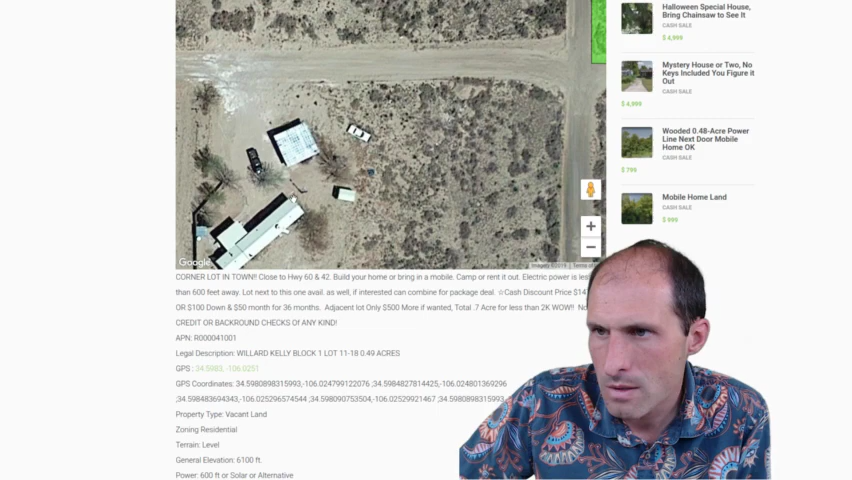 Halloween Special House,
Bring Chainsaw to See It
CASH SALE
$ 4,999
Mystery House or Two, No
Keys Included You Figure it
Out
CASH SALE
$ 4,999
Wooded 0.48-Acre Power
Line Next Door Mobile
Home OK
CASH SALE
$ 799
Mobile Home Land
CASH SALE
$ 999
Google
Images ©2019
Terms of
CORNER LOT IN TOWN!! Close to Hwy 60 & 42. Build your home or bring in a mobile. Camp or rent it out. Electric power is les
than 600 feet away. Lot next to this one avail. as well, if interested can combine for package deal. ☆Cash Discount Price $14
OR $100 Down & $50 month for 36 months. Adjacent lot Only $500 More if wanted, Total .7 Acre for less than 2K WOW!! No
CREDIT OR BACKROUND CHECKS Of ANY KIND!
APN: R000041001
Legal Description: WILLARD KELLY BLOCK 1 LOT 11-18 0.49 ACRES
GPS : 34.5983, -106.0251
GPS Coordinates: 34.5980898315993,-106.024799122076 ;34.5984827814425,-106.024801369296
;34.598483694343,-106.025296574544 ;34.598090753504,-106.02529921467 ;34.5980898315993
Property Type: Vacant Land
Zoning Residential
Terrain: Level
General Elevation: 6100 ft.
Power: 600 ft or Solar or Alternative